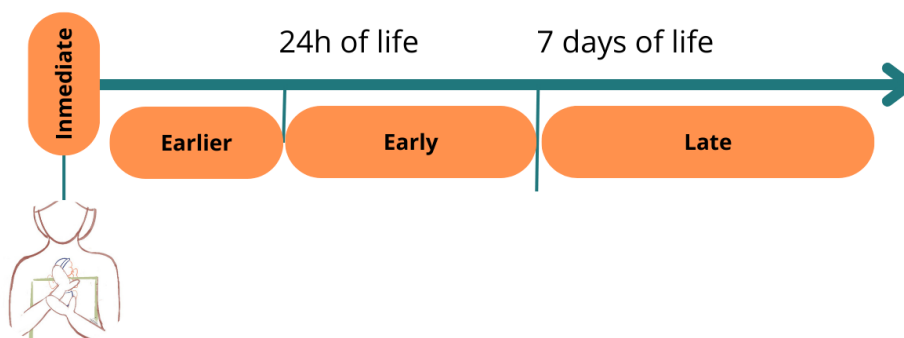 Inmediate
24h of life
7 days of life
Earlier
Early
Late